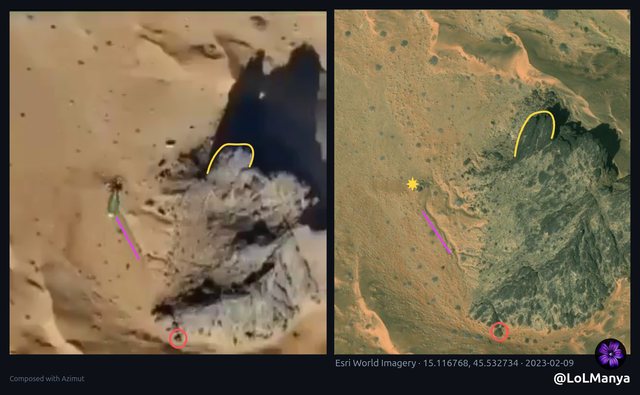 Esri World Imagery · 15.116768, 45.532734 · 2023-02-09
Composed with Azimut
@LoLManya